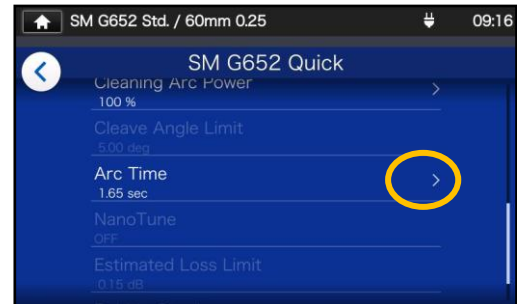 SM G652 Std. / 60mm 0.25
09:16
SM G652 Quick
Cleaning Arc Power
100 %
Cleave Angle Limit
5.00 deg
Arc Time
1.65 sec
NanoTune
OFF
Estimated Loss Limit
0.15 dB